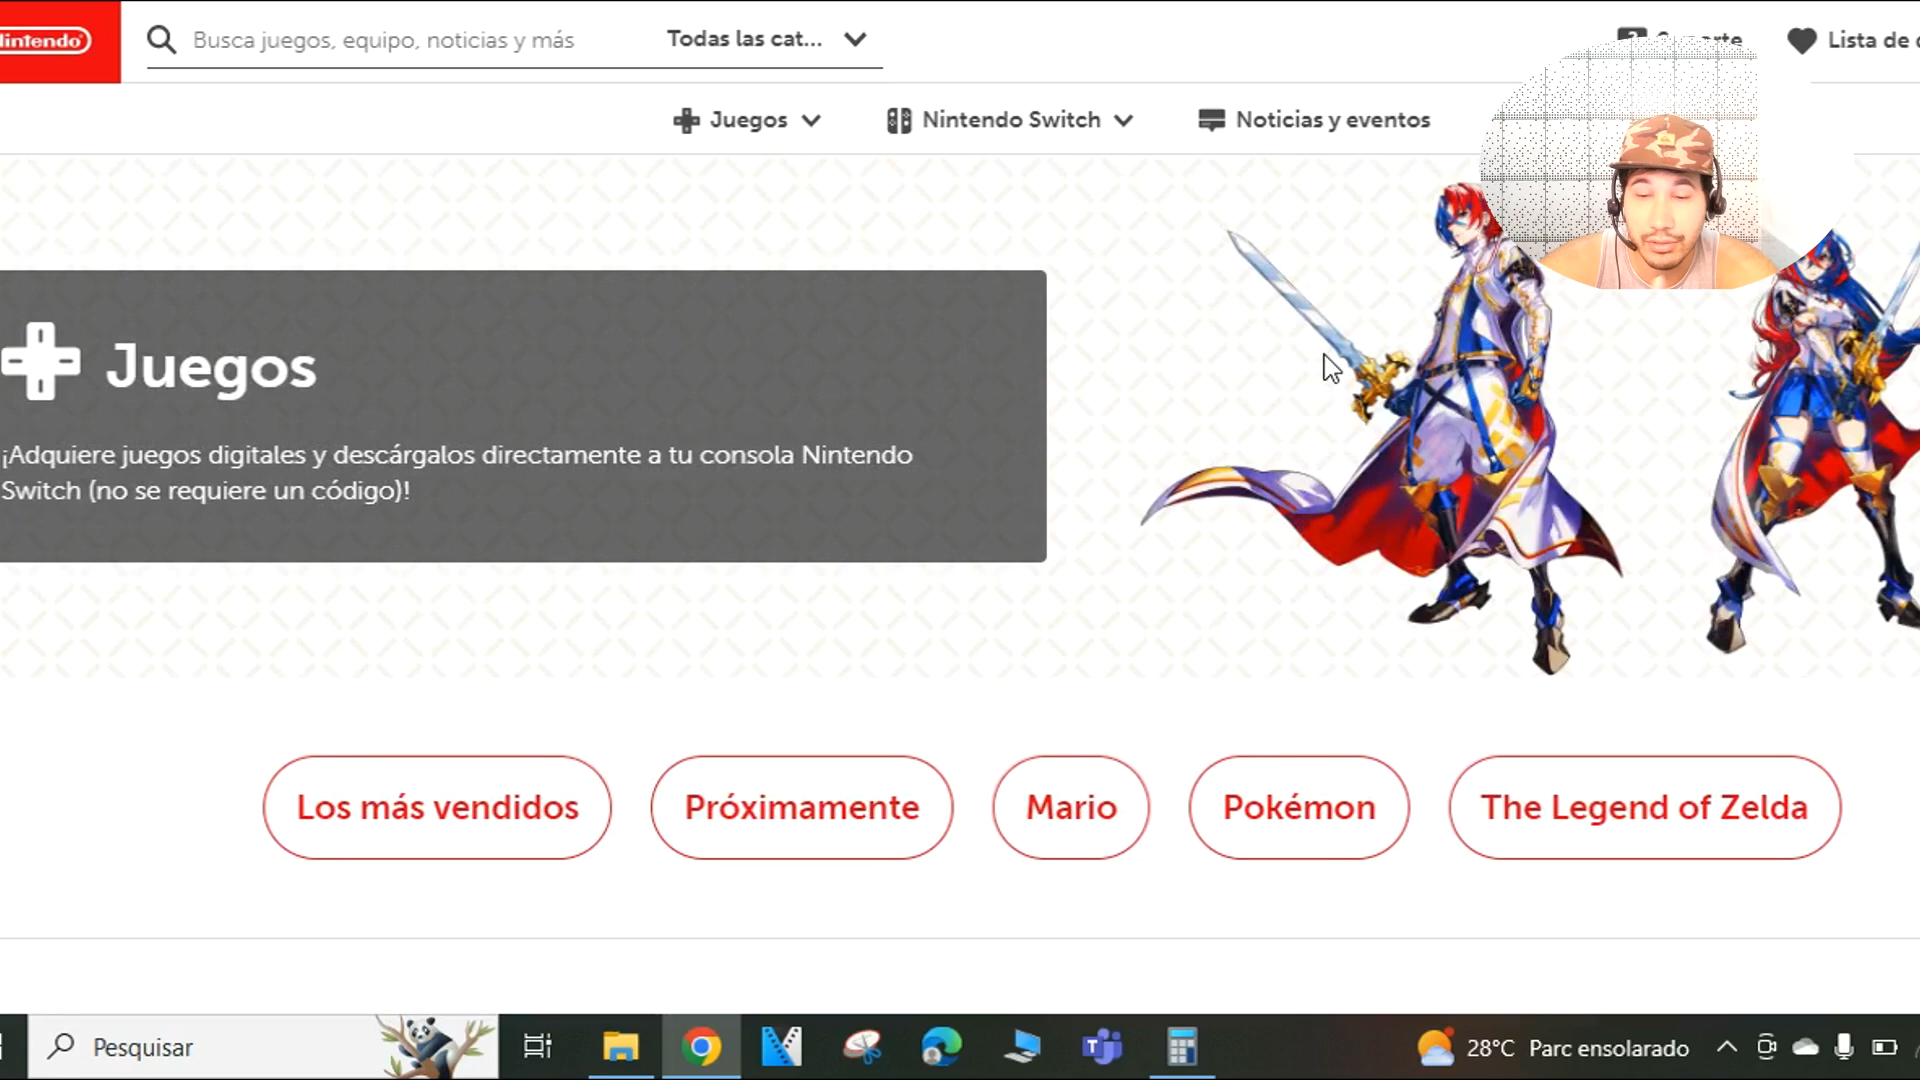 Nintendo
Busca juegos, equipo, noticias y más
Todas las cat...
Lista de
Juegos
Nintendo Switch
Noticias y eventos
Juegos
¡Adquiere juegos digitales y descárgalos directamente a tu consola Nintendo
Switch (no se requiere un código)!
Los más vendidos
Próximamente
Mario
Pokémon
The Legend of Zelda
Pesquisar
28°C Parc ensolarado